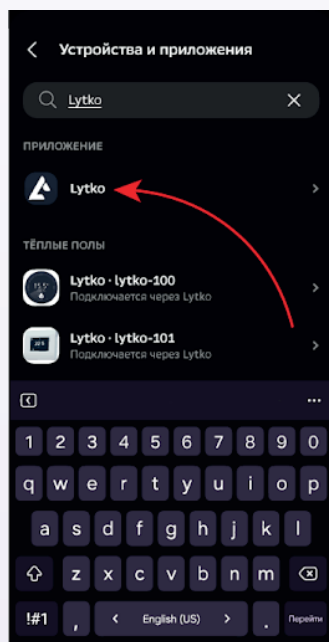 Устройства и приложения
Lytko
ПРИЛОЖЕНИЕ
Lytko
ТЁПЛЫЕ ПОЛЫ
Lytko · lytko-100
Подключается через Lytko
Lytko · lytko-101
Подключается через Lytko
1 2 3 4 5 6 7 8 9 0
q w e r t y u i o p
a s d f g h j k l
z x c v b n m
!#1 , English (US) . Перейти